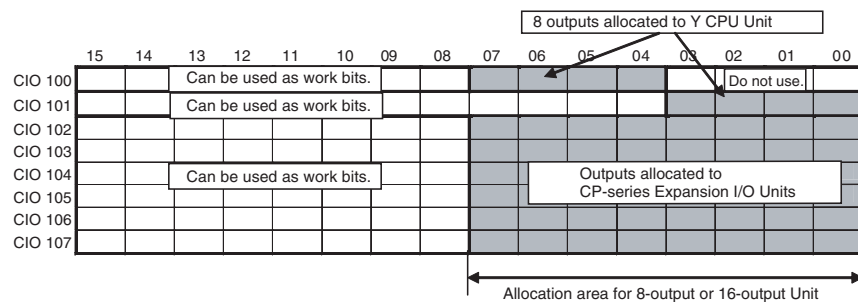 8 outputs allocated to Y CPU Unit
15 14 13 12 11 10 09 08 07 06 05 04 03 02 01 00
CIO 100 Can be used as work bits. Do not use.
CIO 101 Can be used as work bits.
CIO 102
CIO 103
CIO 104 Can be used as work bits. Outputs allocated to
CP-series Expansion I/O Units
CIO 105
CIO 106
CIO 107
Allocation area for 8-output or 16-output Unit